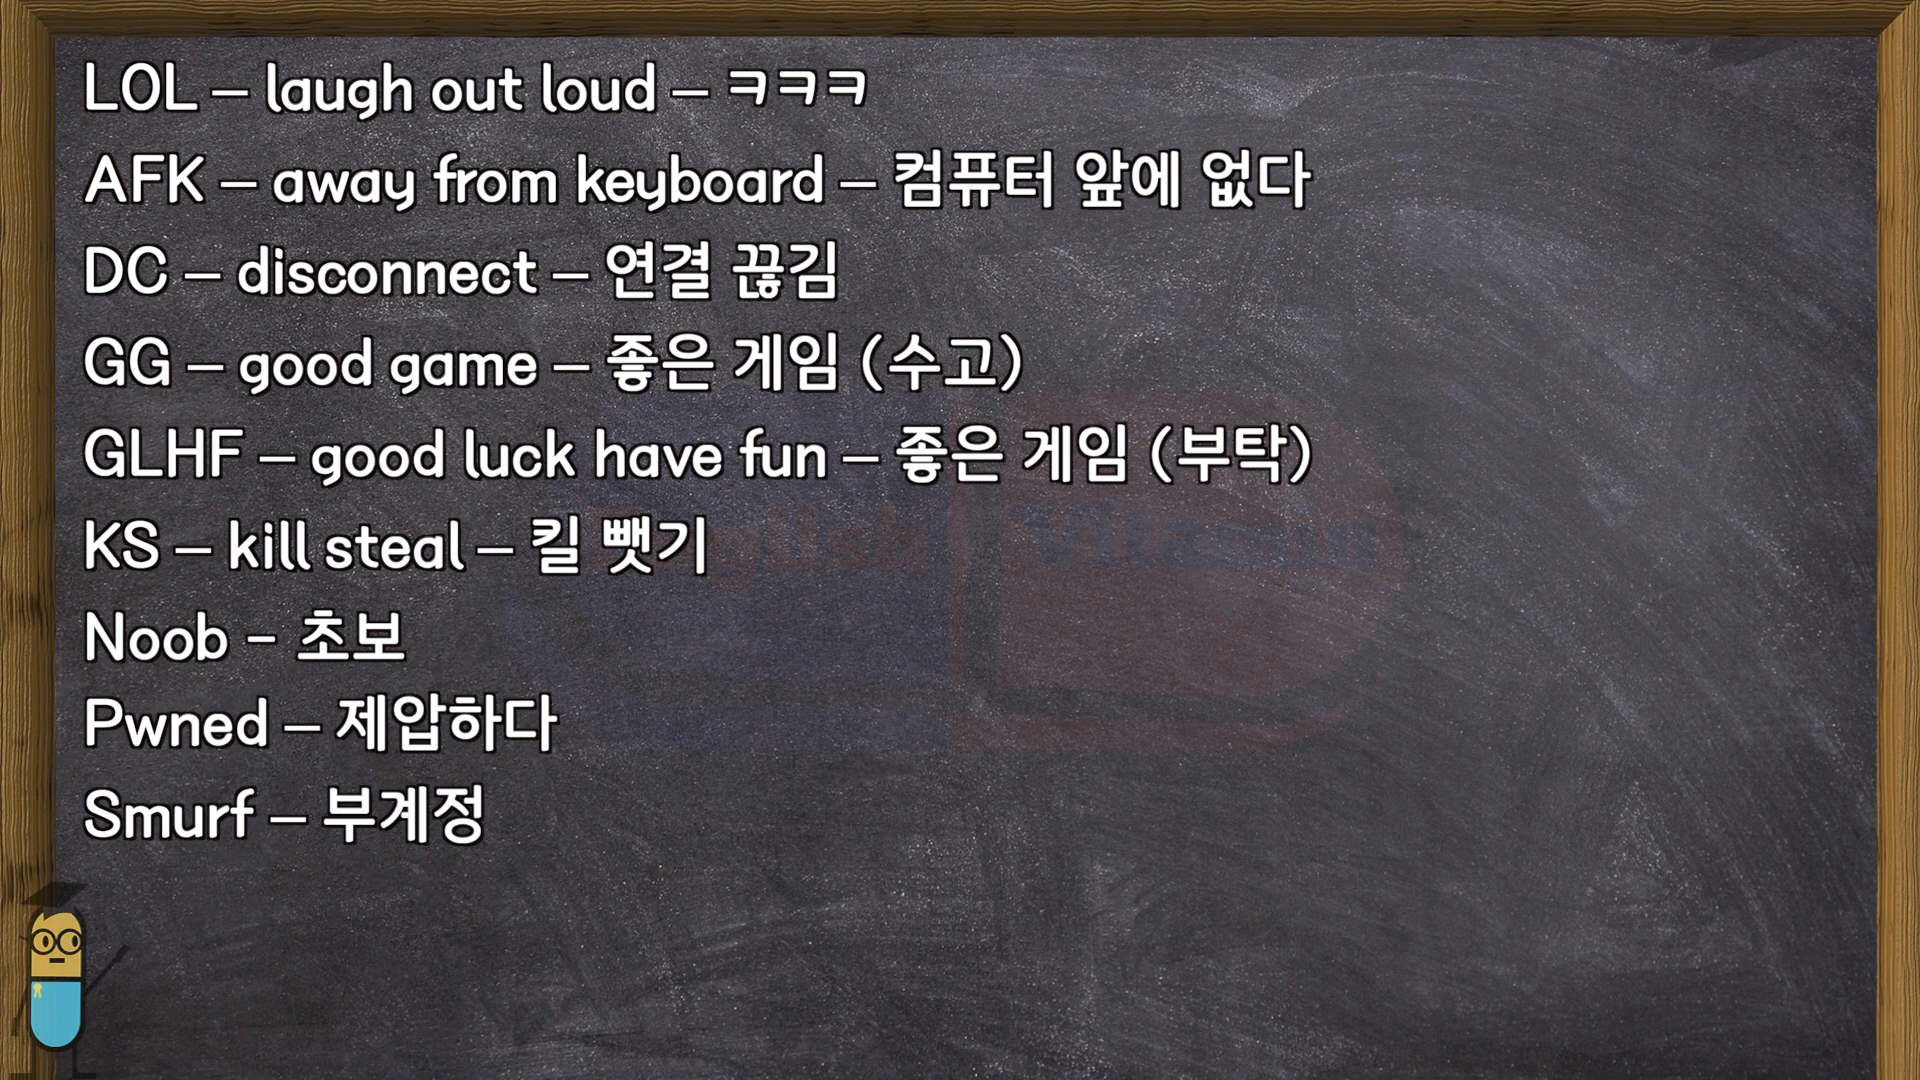 LOL – laugh out loud – ㅋㅋㅋ
AFK – away from keyboard – 컴퓨터 앞에 없다
DC – disconnect – 연결 끊김
GG – good game – 좋은 게임 (수고)
GLHF – good luck have fun – 좋은 게임 (부탁)
KS – kill steal – 킬 뺏기
Noob - 초보
Pwned – 제압하다
Smurf – 부계정
English Vitamin